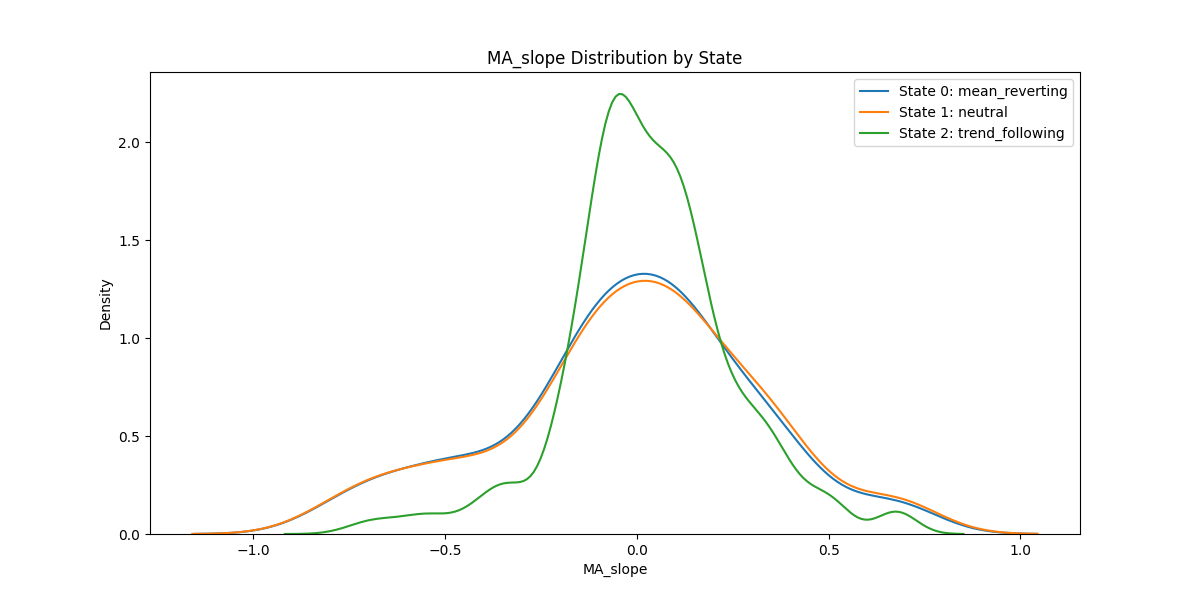 MA_slope Distribution by State
State 0: mean_reverting
State 1: neutral
State 2: trend_following
Density
2.0
1.5
1.0
0.5
0.0
−1.0 −0.5 0.0 0.5 1.0
MA_slope